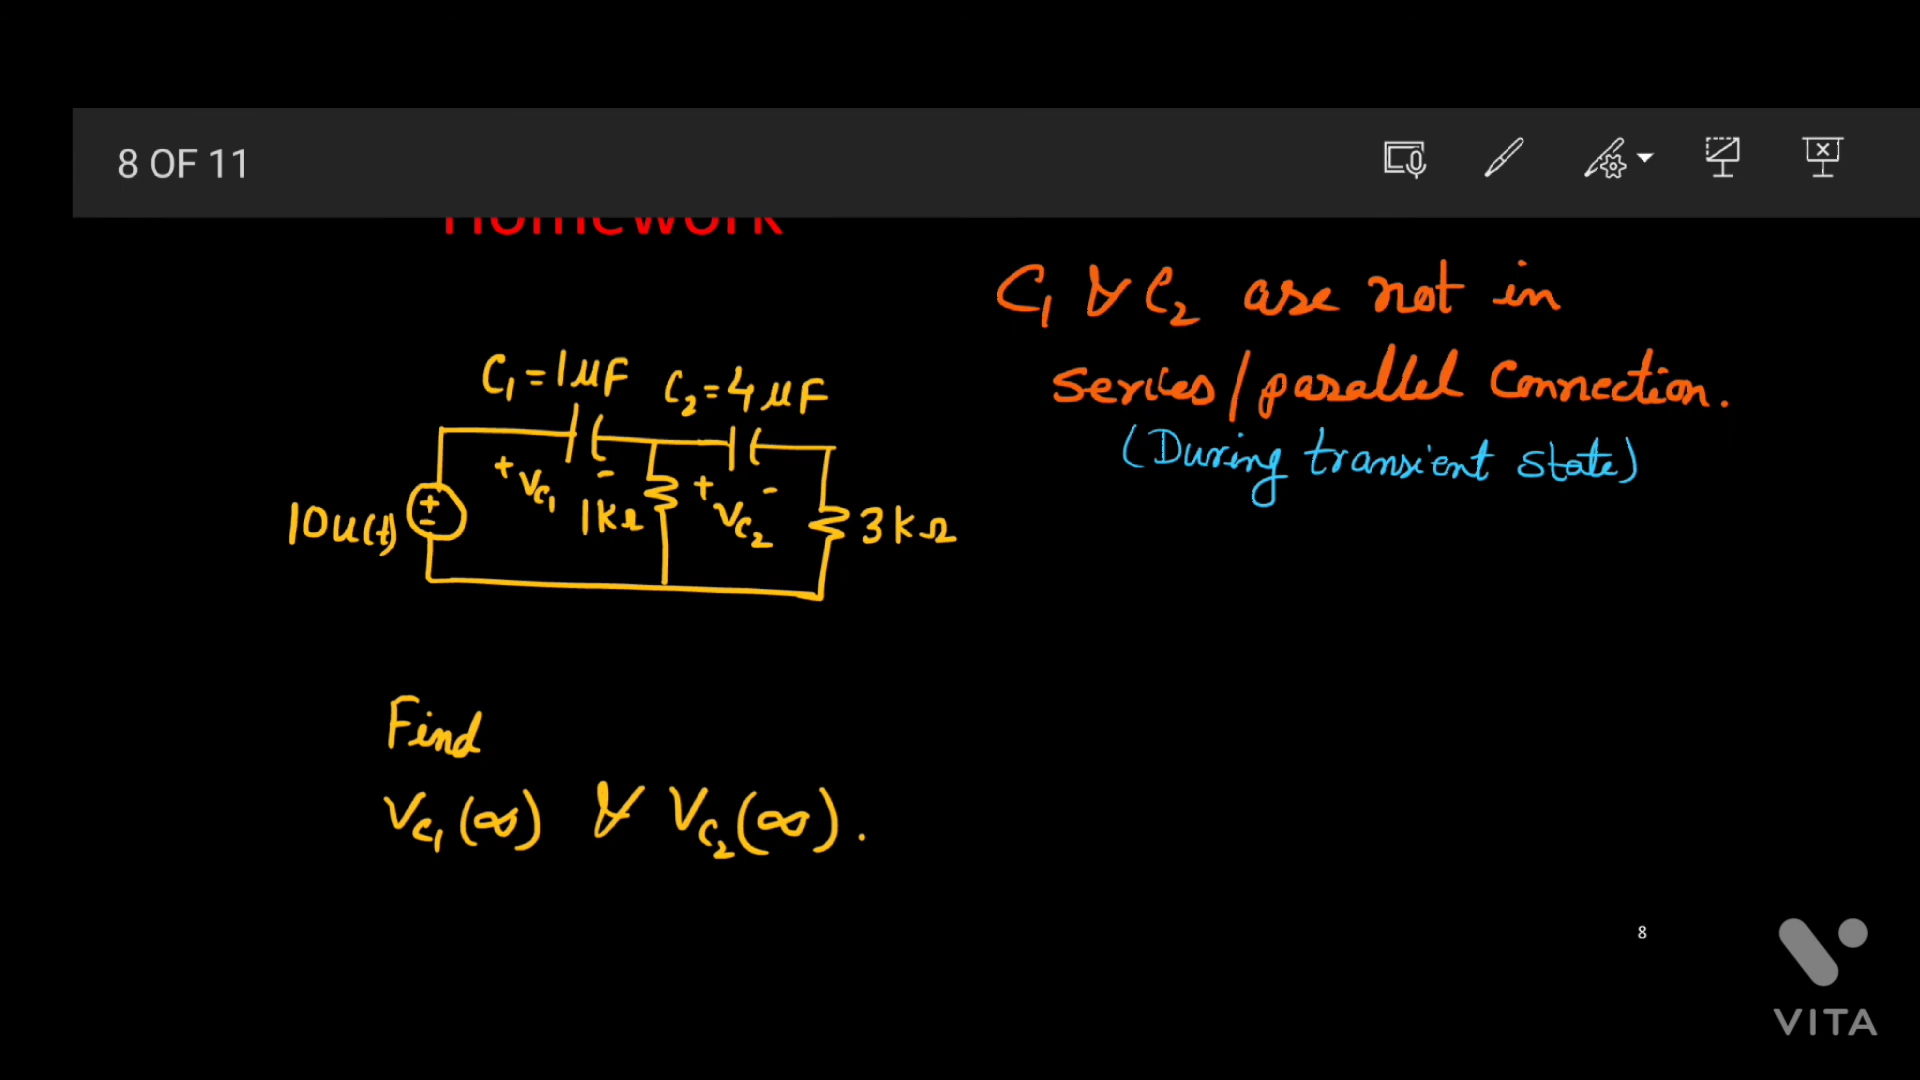 8 OF 11
Homework
C₁ & C₂ are not in
series/parallel Connection.
(During transient state)
C₁ = 1μF
C₂ = 4μF
+ Vc₁ -
1kΩ
+ Vc₂ -
10u(t)
+
-
3kΩ
Find
Vc₁(∞) & Vc₂(∞).
8
VITA